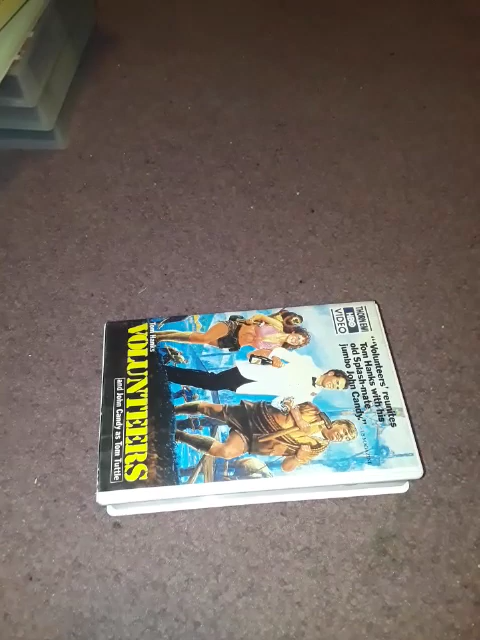 THORN EMI
HBO
VIDEO
"...'Volunteers' reunites
Tom Hanks with his
old Splash-mate
jumbo John Candy."
Tom Hanks
VOLUNTEERS
and John Candy as Tom Tuttle